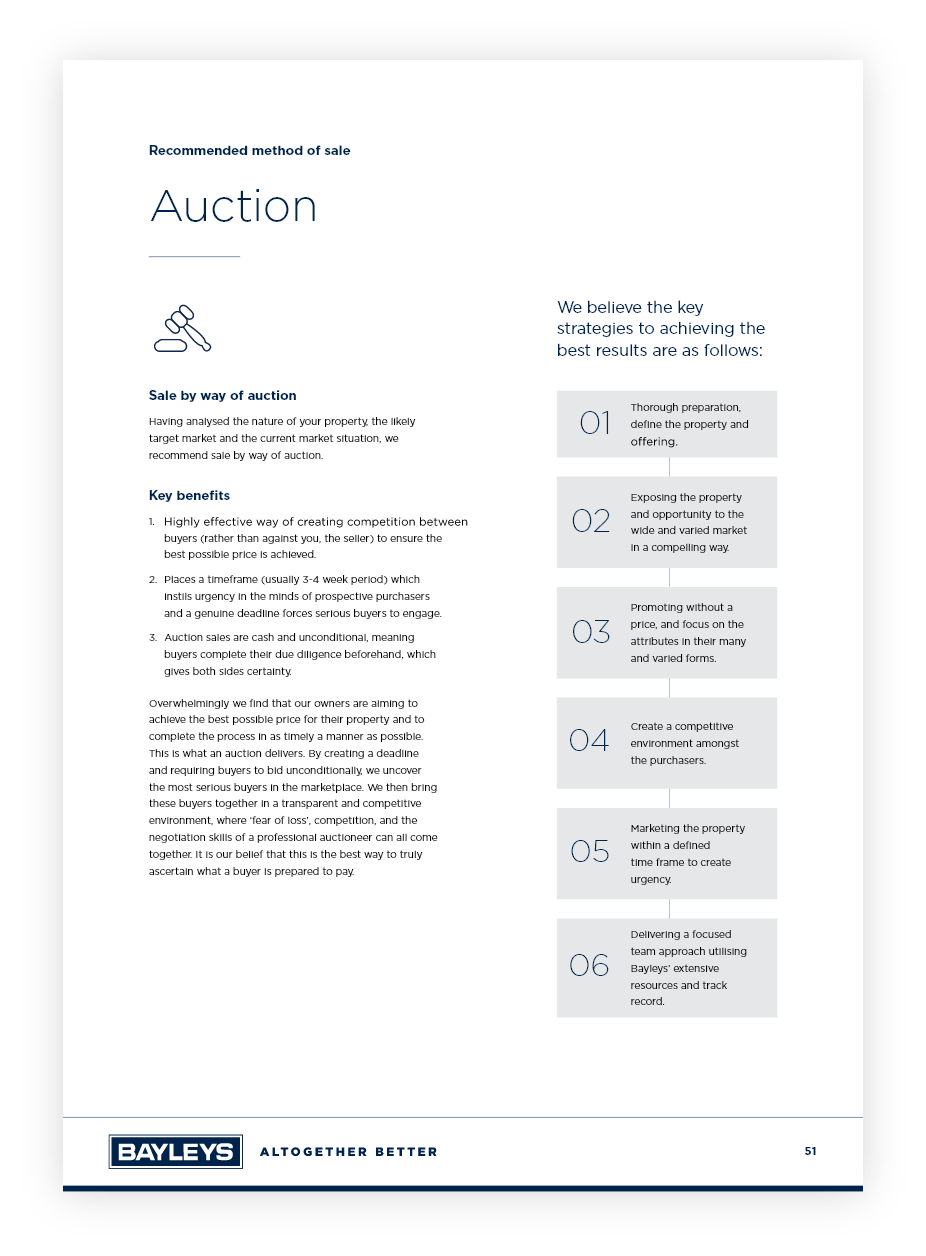 Recommended method of sale
Auction
Sale by way of auction
Having analysed the nature of your property, the likely
target market and the current market situation, we
recommend sale by way of auction.
Key benefits
1. Highly effective way of creating competition between
buyers (rather than against you, the seller) to ensure the
best possible price is achieved.
2. Places a timeframe (usually 3-4 week period) which
instils urgency in the minds of prospective purchasers
and a genuine deadline forces serious buyers to engage.
3. Auction sales are cash and unconditional, meaning
buyers complete their due diligence beforehand, which
gives both sides certainty.
Overwhelmingly we find that our owners are aiming to
achieve the best possible price for their property and to
complete the process in as timely a manner as possible.
This is what an auction delivers. By creating a deadline
and requiring buyers to bid unconditionally, we uncover
the most serious buyers in the marketplace. We then bring
these buyers together in a transparent and competitive
environment, where ‘fear of loss’, competition, and the
negotiation skills of a professional auctioneer can all come
together. It is our belief that this is the best way to truly
ascertain what a buyer is prepared to pay.
We believe the key
strategies to achieving the
best results are as follows:
01
Thorough preparation,
define the property and
offering.
02
Exposing the property
and opportunity to the
wide and varied market
in a compelling way.
03
Promoting without a
price, and focus on the
attributes in their many
and varied forms.
04
Create a competitive
environment amongst
the purchasers.
05
Marketing the property
within a defined
time frame to create
urgency.
06
Delivering a focused
team approach utilising
Bayleys’ extensive
resources and track
record.
BAYLEYS ALTOGETHER BETTER
51